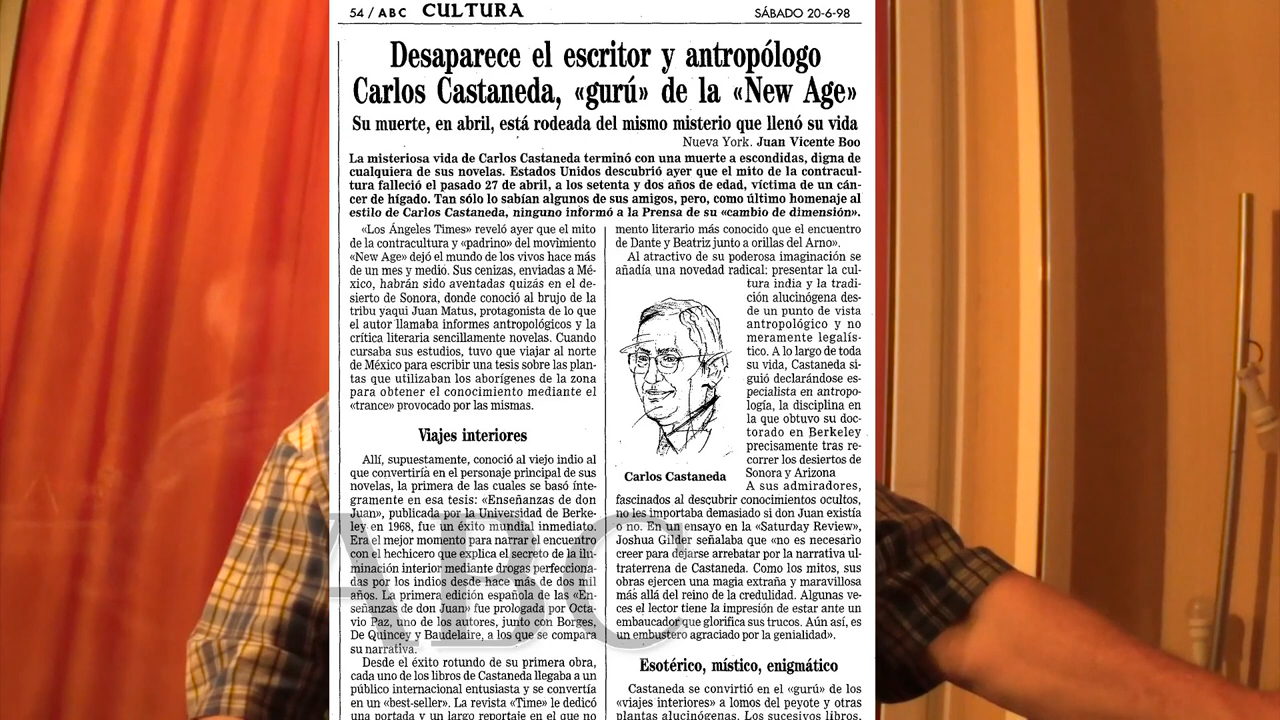 54 / ABC CULTURA SÁBADO 20-6-98
Desaparece el escritor y antropólogo
Carlos Castaneda, «gurú» de la «New Age»
Su muerte, en abril, está rodeada del mismo misterio que llenó su vida
Nueva York. Juan Vicente Boo
La misteriosa vida de Carlos Castaneda terminó con una muerte a escondidas, digna de
cualquiera de sus novelas. Estados Unidos descubrió ayer que el mito de la contracul-
tura falleció el pasado 27 de abril, a los setenta y dos años de edad, víctima de un cán-
cer de hígado. Tan sólo lo sabían algunos de sus amigos, pero, como último homenaje al
estilo de Carlos Castaneda, ninguno informó a la Prensa de su «cambio de dimensión».
«Los Ángeles Times» reveló ayer que el mito
de la contracultura y «padrino» del movimiento
«New Age» dejó el mundo de los vivos hace más
de un mes y medio. Sus cenizas, enviadas a Mé-
xico, habrán sido aventadas quizás en el de-
sierto de Sonora, donde conoció al brujo de la
tribu yaqui Juan Matus, protagonista de lo que
el autor llamaba informes antropológicos y la
crítica literaria sencillamente novelas. Cuando
cursaba sus estudios, tuvo que viajar al norte
de México para escribir una tesis sobre las plan-
tas que utilizaban los aborígenes de la zona
para obtener el conocimiento mediante el
«trance» provocado por las mismas.
Viajes interiores
Allí, supuestamente, conoció al viejo indio al
que convertiría en el personaje principal de sus
novelas, la primera de las cuales se basó ínte-
gramente en esa tesis: «Enseñanzas de don
Juan», publicada por la Universidad de Berke-
ley en 1968, fue un éxito mundial inmediato.
Era el mejor momento para narrar el encuentro
con el hechicero que explica el secreto de la ilu-
minación interior mediante drogas perfecciona-
das por los indios desde hace más de dos mil
años. La primera edición española de las «En-
señanzas de don Juan» fue prologada por Octa-
vio Paz, uno de los autores, junto con Borges,
De Quincey y Baudelaire, a los que se compara
su narrativa.
Desde el éxito rotundo de su primera obra,
cada uno de los libros de Castaneda llegaba a un
público internacional entusiasta y se convertía
en un «best-seller». La revista «Time» le dedicó
una portada y un largo reportaje en el que no
mento literario más conocido que el encuentro
de Dante y Beatriz junto a orillas del Arno».
Al atractivo de su poderosa imaginación se
añadía una novedad radical: presentar la cul-
tura india y la tradi-
ción alucinógena des-
de un punto de vista
antropológico y no
meramente legalís-
tico. A lo largo de toda
su vida, Castaneda si-
guió declarándose es-
pecialista en antropo-
logía, la disciplina en
la que obtuvo su doc-
torado en Berkeley
precisamente tras re-
correr los desiertos de
Sonora y Arizona
Carlos Castaneda
A sus admiradores,
fascinados al descubrir conocimientos ocultos,
no les importaba demasiado si don Juan existía
o no. En un ensayo en la «Saturday Review»,
Joshua Gilder señalaba que «no es necesario
creer para dejarse arrebatar por la narrativa ul-
traterrena de Castaneda. Como los mitos, sus
obras ejercen una magia extraña y maravillosa
más allá del reino de la credulidad. Algunas ve-
ces el lector tiene la impresión de estar ante un
embaucador que glorifica sus trucos. Aún así, es
un embustero agraciado por la genialidad».
Esotérico, místico, enigmático
Castaneda se convirtió en el «gurú» de los
«viajes interiores» a lomos del peyote y otras
plantas alucinógenas. Los sucesivos libros,
ABC